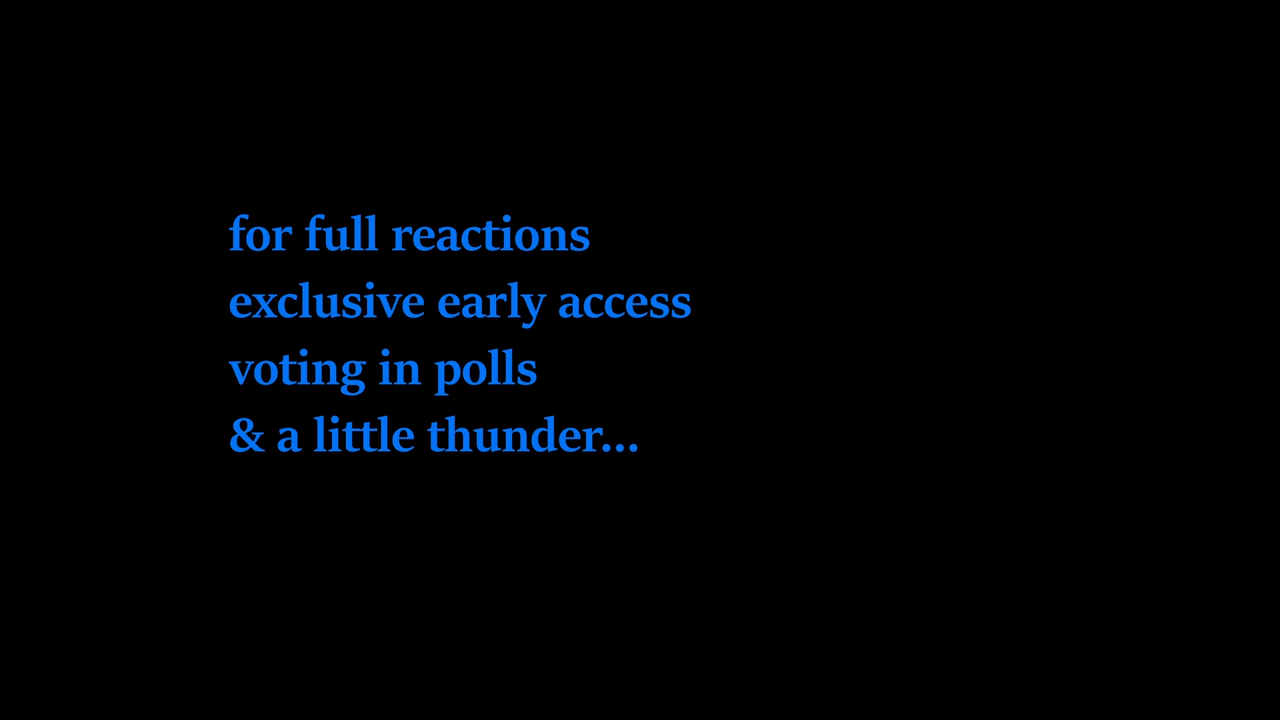 for full reactions
exclusive early access
voting in polls
& a little thunder...